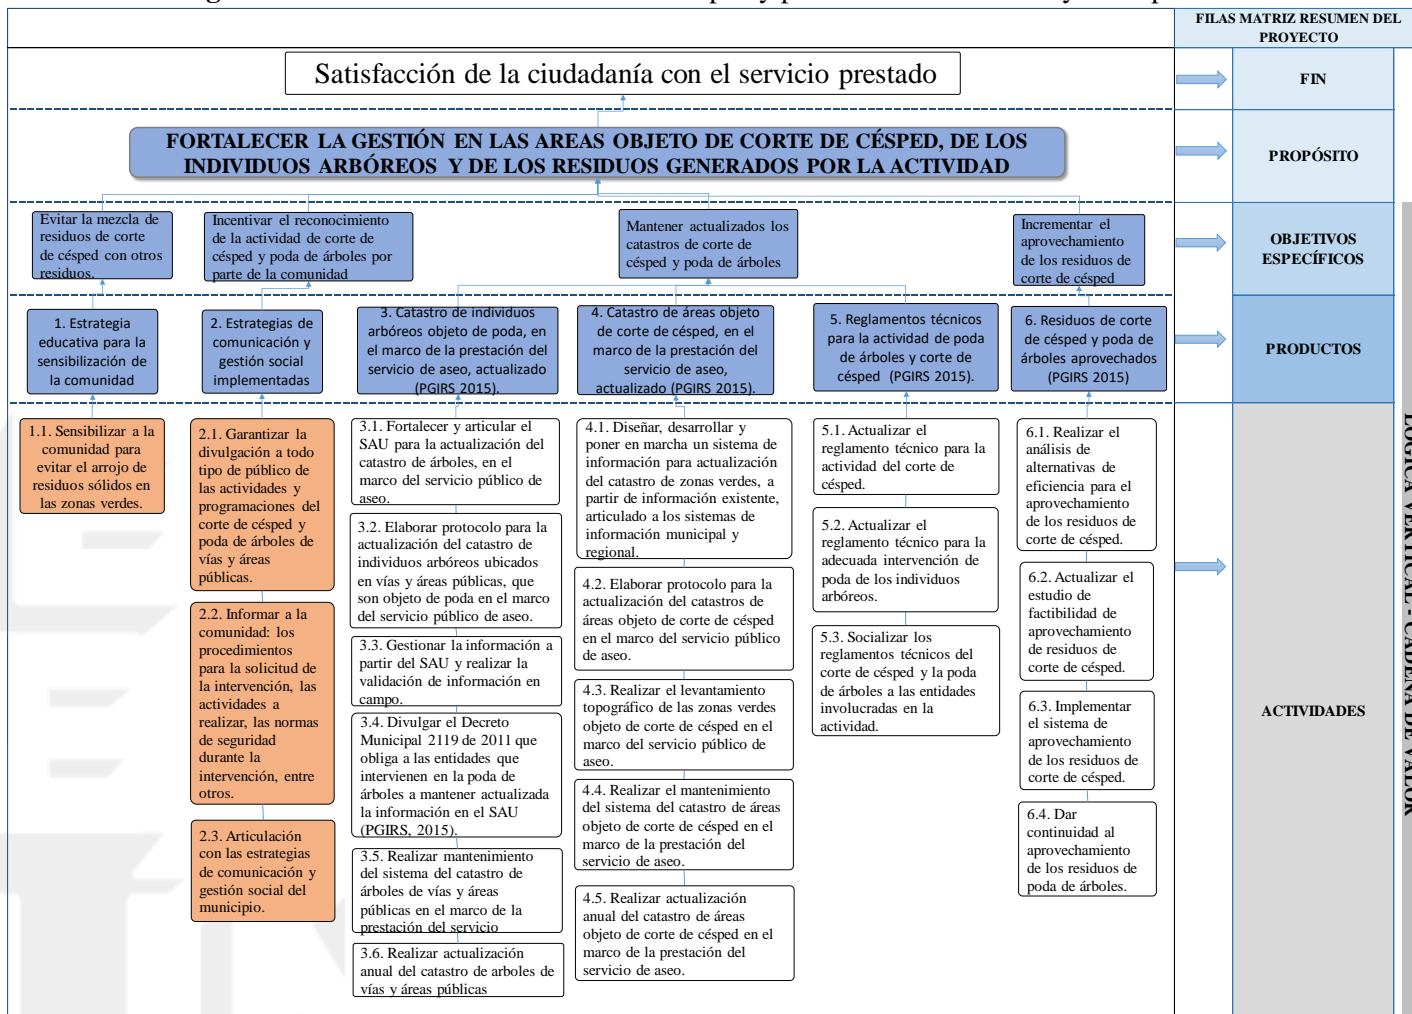 FILAS MATRIZ RESUMEN DEL
PROYECTO
Satisfacción de la ciudadanía con el servicio prestado
FIN
FORTALECER LA GESTIÓN EN LAS AREAS OBJETO DE CORTE DE CÉSPED, DE LOS
INDIVIDUOS ARBÓREOS Y DE LOS RESIDUOS GENERADOS POR LA ACTIVIDAD
PROPÓSITO
Evitar la mezcla de
residuos de corte
de césped con otros
residuos.
Incentivar el reconocimiento
de la actividad de corte de
césped y poda de árboles por
parte de la comunidad
Mantener actualizados los
catastros de corte de
césped y poda de árboles
Incrementar el
aprovechamiento
de los residuos de
corte de césped
OBJETIVOS
ESPECÍFICOS
1. Estrategia
educativa para la
sensibilización de
la comunidad
2. Estrategias de
comunicación y
gestión social
implementadas
3. Catastro de individuos
arbóreos objeto de poda, en
el marco de la prestación del
servicio de aseo, actualizado
(PGIRS 2015).
4. Catastro de áreas objeto
de corte de césped, en el
marco de la prestación del
servicio de aseo,
actualizado (PGIRS 2015).
5. Reglamentos técnicos
para la actividad de poda
de árboles y corte de
césped (PGIRS 2015).
6. Residuos de corte
de césped y poda de
árboles aprovechados
(PGIRS 2015)
PRODUCTOS
1.1. Sensibilizar a la
comunidad para
evitar el arrojo de
residuos sólidos en
las zonas verdes.
2.1. Garantizar la
divulgación a todo
tipo de público de
las actividades y
programaciones del
corte de césped y
poda de árboles de
vías y áreas
públicas.
2.2. Informar a la
comunidad: los
procedimientos
para la solicitud de
la intervención, las
actividades a
realizar, las normas
de seguridad
durante la
intervención, entre
otros.
2.3. Articulación
con las estrategias
de comunicación y
gestión social del
municipio.
3.1. Fortalecer y articular el
SAU para la actualización del
catastro de árboles, en el
marco del servicio público de
aseo.
3.2. Elaborar protocolo para la
actualización del catastro de
individuos arbóreos ubicados
en vías y áreas públicas, que
son objeto de poda en el marco
del servicio público de aseo.
3.3. Gestionar la información a
partir del SAU y realizar la
validación de información en
campo.
3.4. Divulgar el Decreto
Municipal 2119 de 2011 que
obliga a las entidades que
intervienen en la poda de
árboles a mantener actualizada
la información en el SAU
(PGIRS, 2015).
3.5. Realizar mantenimiento
del sistema del catastro de
árboles de vías y áreas
públicas en el marco de la
prestación del servicio
3.6. Realizar actualización
anual del catastro de arboles de
vías y áreas públicas
4.1. Diseñar, desarrollar y
poner en marcha un sistema de
información para actualización
del catastro de zonas verdes, a
partir de información existente,
articulado a los sistemas de
información municipal y
regional.
4.2. Elaborar protocolo para la
actualización del catastros de
áreas objeto de corte de césped
en el marco del servicio público
de aseo.
4.3. Realizar el levantamiento
topográfico de las zonas verdes
objeto de corte de césped en el
marco del servicio público de
aseo.
4.4. Realizar el mantenimiento
del sistema del catastro de áreas
objeto de corte de césped en el
marco de la prestación del
servicio de aseo.
4.5. Realizar actualización
anual del catastro de áreas
objeto de corte de césped en el
marco de la prestación del
servicio de aseo.
5.1. Actualizar el
reglamento técnico para la
actividad del corte de
césped.
5.2. Actualizar el
reglamento técnico para la
adecuada intervención de
poda de los individuos
arbóreos.
5.3. Socializar los
reglamentos técnicos del
corte de césped y la poda
de árboles a las entidades
involucradas en la
actividad.
6.1. Realizar el
análisis de
alternativas de
eficiencia para el
aprovechamiento
de los residuos de
corte de césped.
6.2. Actualizar el
estudio de
factibilidad de
aprovechamiento
de residuos de
corte de césped.
6.3. Implementar
el sistema de
aprovechamiento
de los residuos de
corte de césped.
6.4. Dar
continuidad al
aprovechamiento
de los residuos de
poda de árboles.
ACTIVIDADES
LÓGICA VERTICAL - CADENA DE VALOR